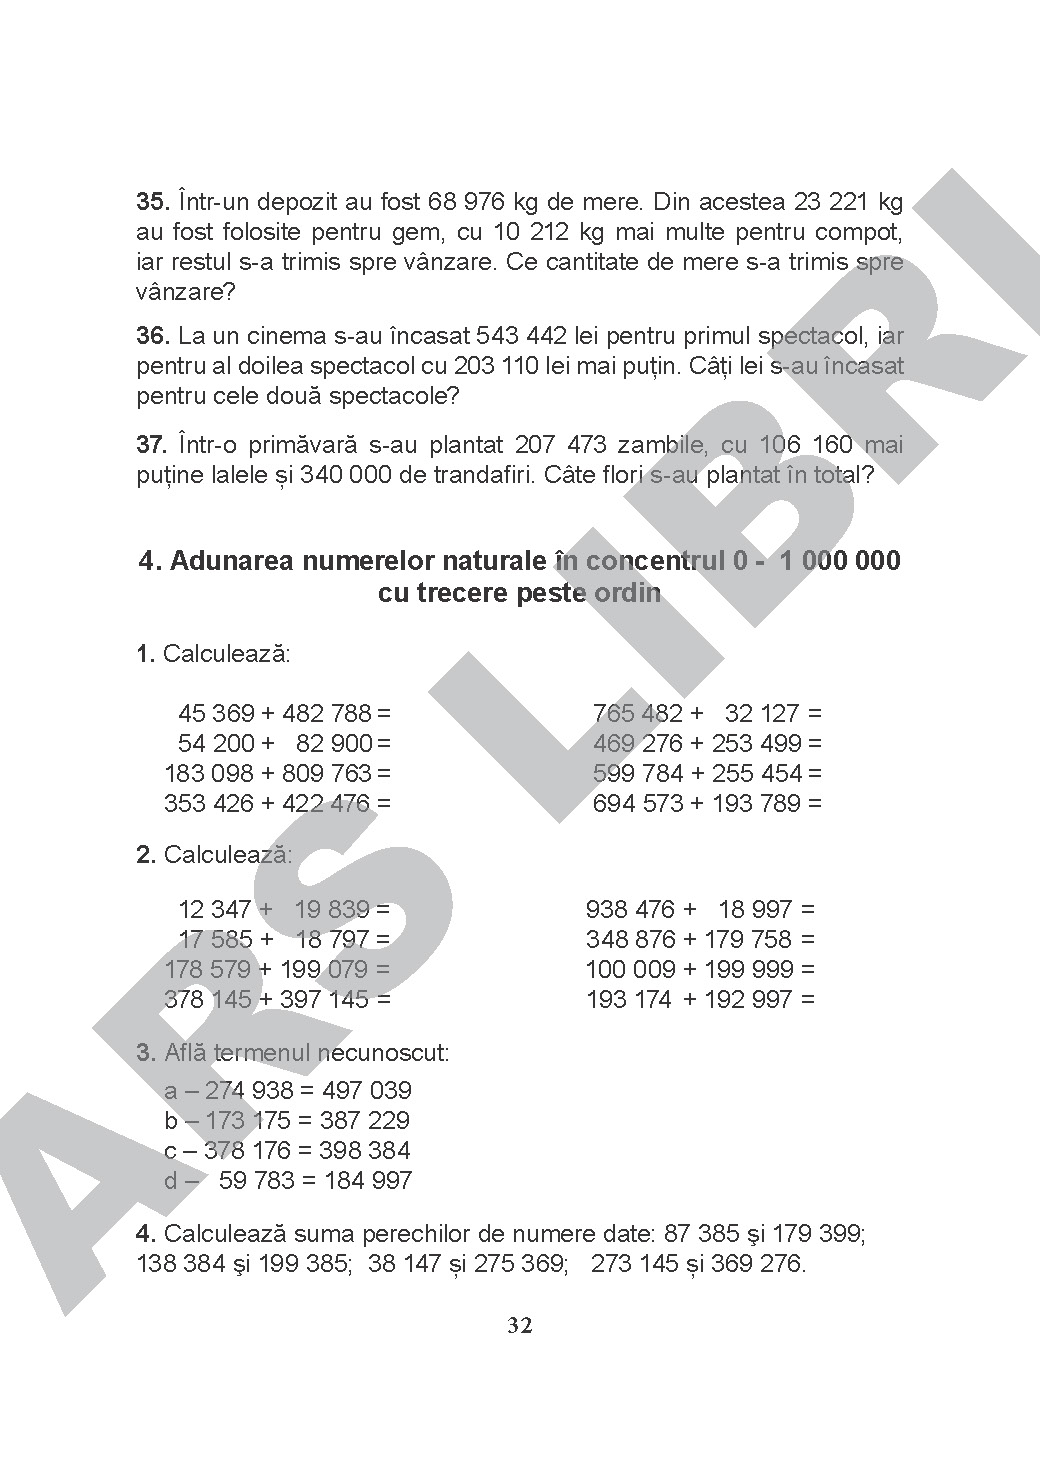 35. Într-un depozit au fost 68 976 kg de mere. Din acestea 23 221 kg
au fost folosite pentru gem, cu 10 212 kg mai multe pentru compot,
iar restul s-a trimis spre vânzare. Ce cantitate de mere s-a trimis spre
vânzare?
36. La un cinema s-au încasat 543 442 lei pentru primul spectacol, iar
pentru al doilea spectacol cu 203 110 lei mai puțin. Câți lei s-au încasat
pentru cele două spectacole?
37. Într-o primăvară s-au plantat 207 473 zambile, cu 106 160 mai
puține lalele și 340 000 de trandafiri. Câte flori s-au plantat în total?
4. Adunarea numerelor naturale în concentrul 0 - 1 000 000
cu trecere peste ordin
1. Calculează:
45 369 + 482 788 =
54 200 + 82 900 =
183 098 + 809 763 =
353 426 + 422 476 =
765 482 + 32 127 =
469 276 + 253 499 =
599 784 + 255 454 =
694 573 + 193 789 =
2. Calculează:
12 347 + 19 839 =
17 585 + 18 797 =
178 579 + 199 079 =
378 145 + 397 145 =
938 476 + 18 997 =
348 876 + 179 758 =
100 009 + 199 999 =
193 174 + 192 997 =
3. Află termenul necunoscut:
a – 274 938 = 497 039
b – 173 175 = 387 229
c – 378 176 = 398 384
d – 59 783 = 184 997
4. Calculează suma perechilor de numere date: 87 385 şi 179 399;
138 384 şi 199 385; 38 147 și 275 369; 273 145 și 369 276.
32
ARS LIBRI